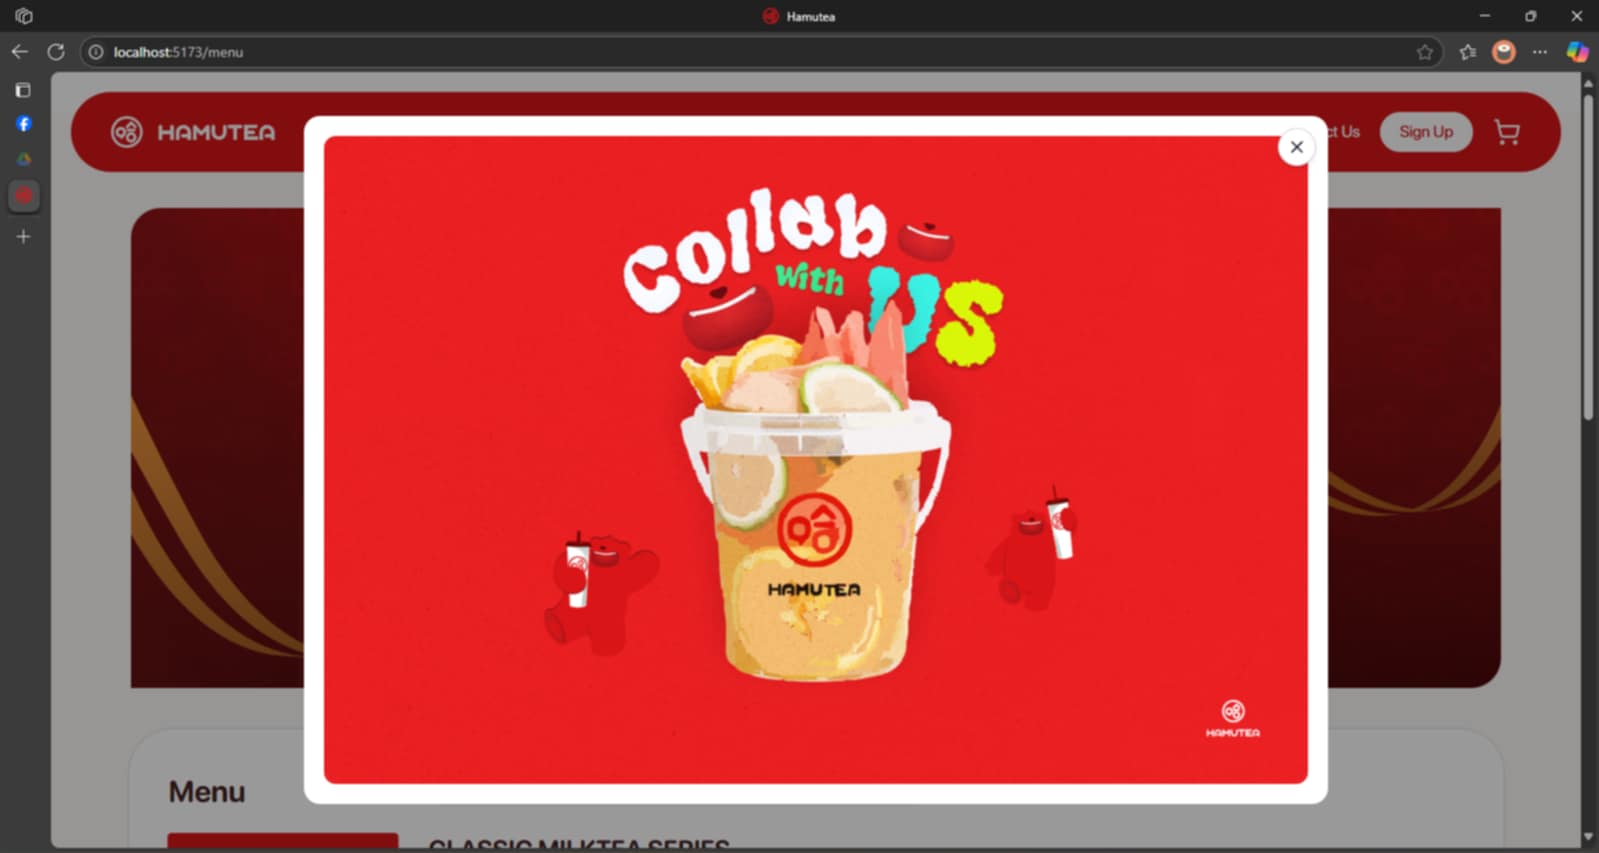 Hamutea
localhost:5173/menu
HAMUTEA
ct Us
Sign Up
Collab
with
US
哈
HAMUTEA
HAMUTEA
Menu
CLASSIC MILKTEA SERIES